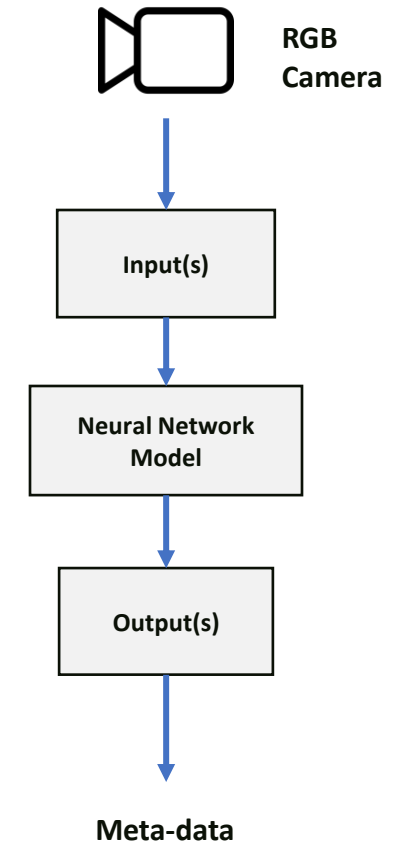 RGB
Camera
Input(s)
Neural Network
Model
Output(s)
Meta-data